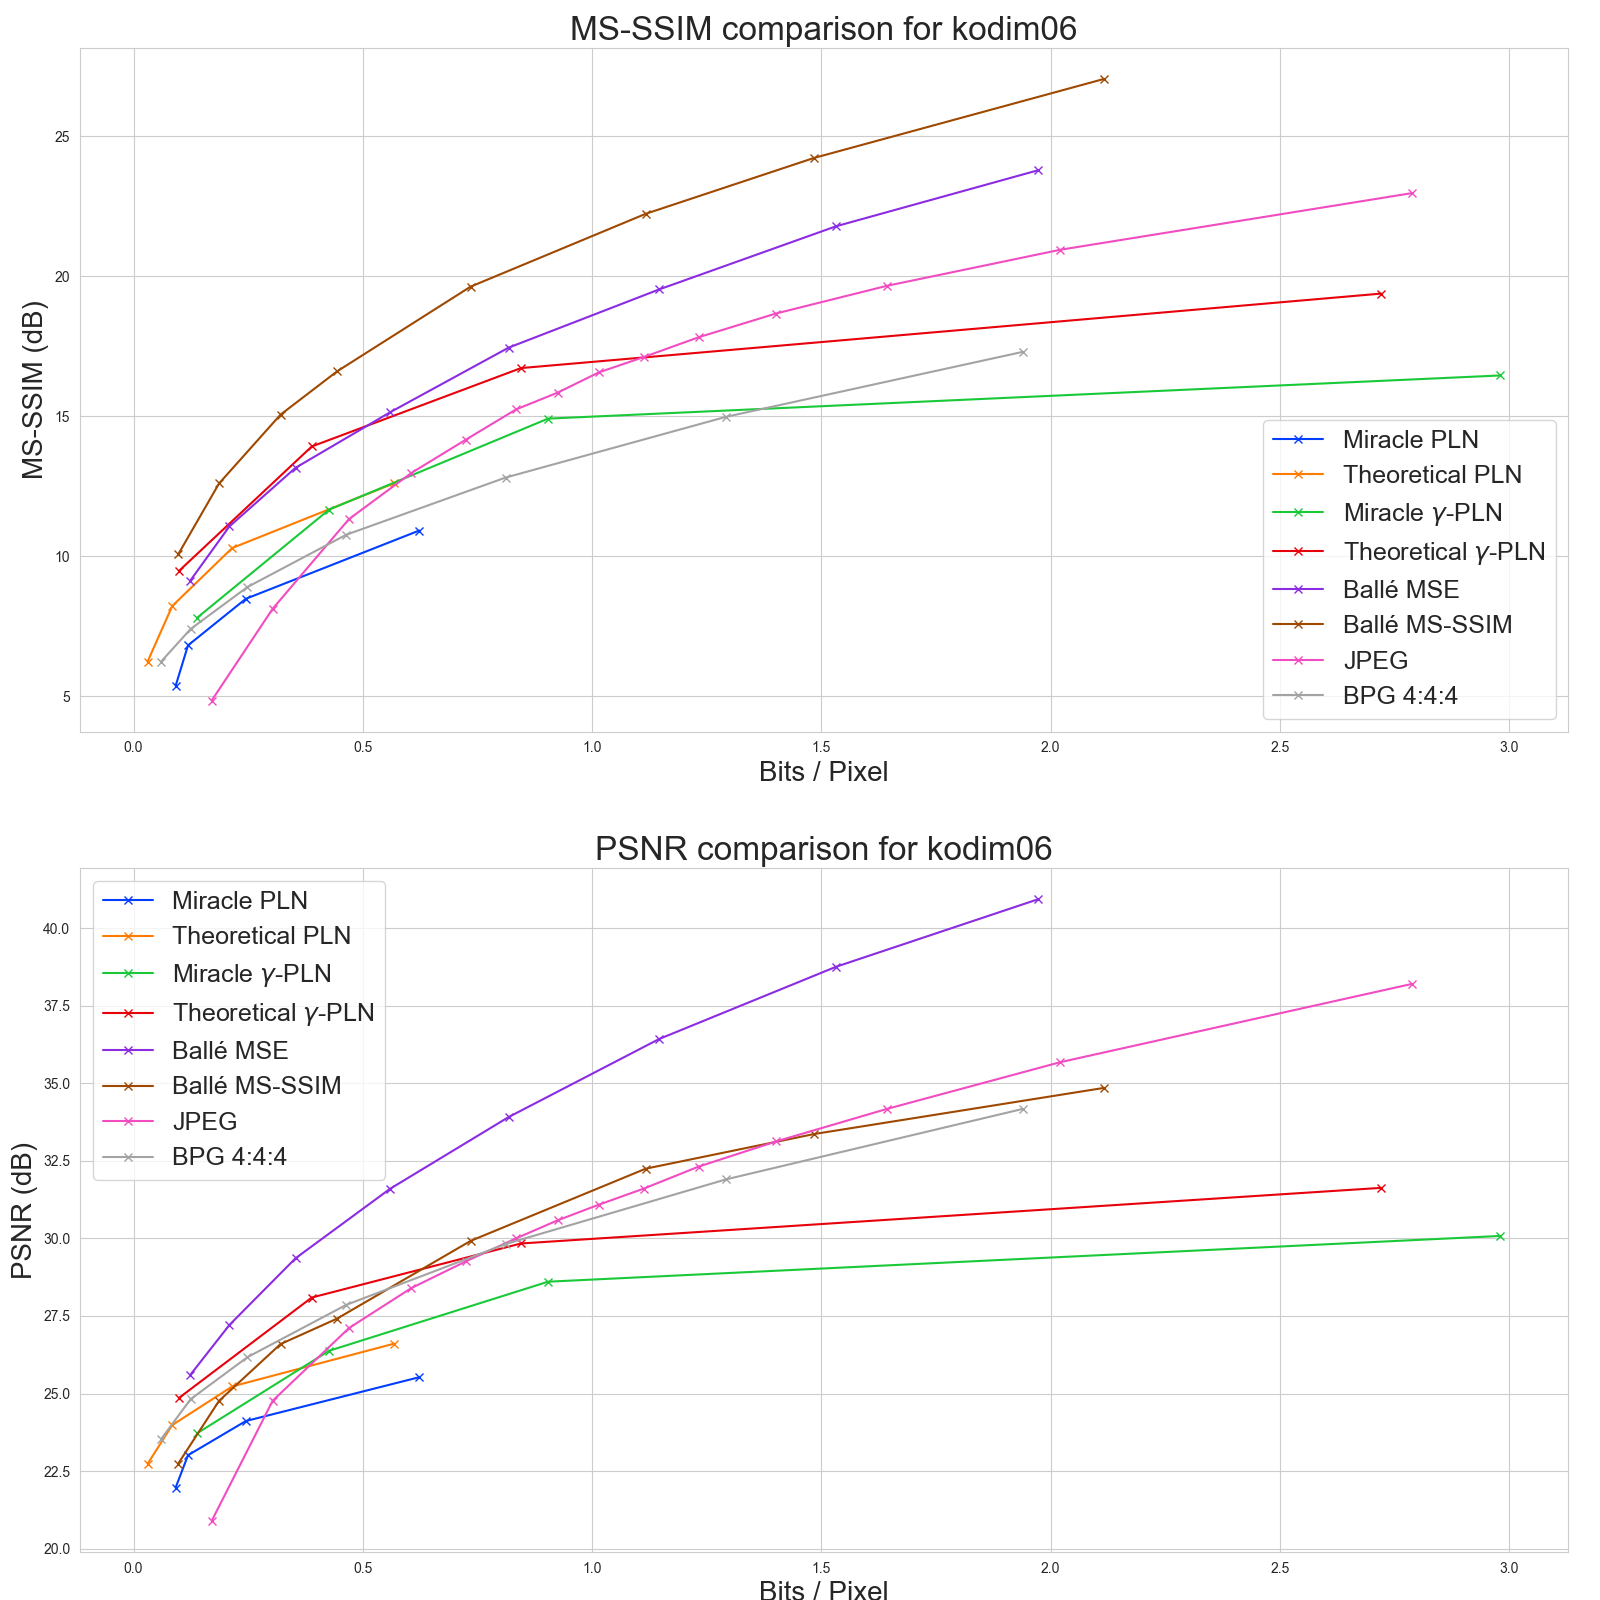 MS-SSIM comparison for kodim06
MS-SSIM (dB)
25
20
15
10
5
Miracle PLN
Theoretical PLN
Miracle γ-PLN
Theoretical γ-PLN
Ballé MSE
Ballé MS-SSIM
JPEG
BPG 4:4:4
0.0 0.5 1.0 1.5 2.0 2.5 3.0
Bits / Pixel
PSNR comparison for kodim06
PSNR (dB)
40.0
37.5
35.0
32.5
30.0
27.5
25.0
22.5
20.0
Miracle PLN
Theoretical PLN
Miracle γ-PLN
Theoretical γ-PLN
Ballé MSE
Ballé MS-SSIM
JPEG
BPG 4:4:4
0.0 0.5 1.0 1.5 2.0 2.5 3.0
Bits / Pixel